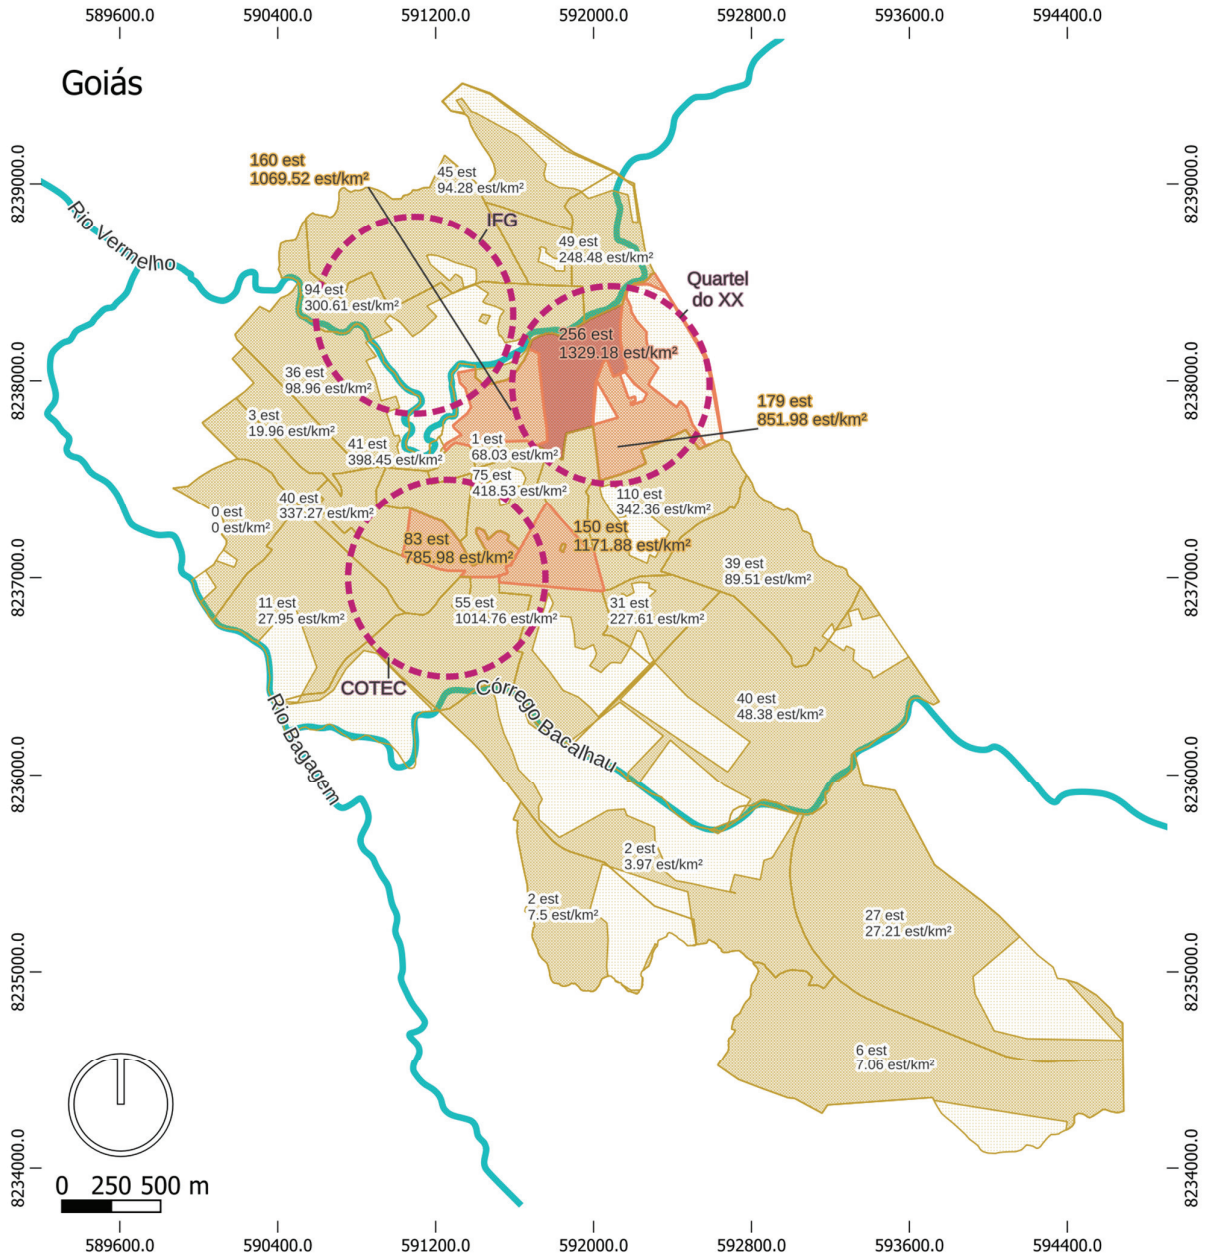 589600.0 590400.0 591200.0 592000.0 592800.0 593600.0 594400.0
Goiás
8239000.0
8238000.0
8237000.0
8236000.0
8235000.0
8234000.0
8239000.0
8238000.0
8237000.0
8236000.0
8235000.0
8234000.0
160 est
1069.52 est/km²
45 est
94.28 est/km²
IFG
Rio Vermelho
49 est
248.48 est/km²
Quartel
do XX
94 est
300.61 est/km²
256 est
1329.18 est/km²
36 est
98.96 est/km²
179 est
851.98 est/km²
3 est
19.96 est/km²
41 est
398.45 est/km²
1 est
68.03 est/km²
75 est
418.53 est/km²
40 est
337.27 est/km²
110 est
342.36 est/km²
0 est
0 est/km²
83 est
785.98 est/km²
150 est
1171.88 est/km²
39 est
89.51 est/km²
11 est
27.95 est/km²
55 est
1014.76 est/km²
31 est
227.61 est/km²
COTEC
Córrego Bacalhau
40 est
48.38 est/km²
Rio Bagagem
2 est
3.97 est/km²
2 est
7.5 est/km²
27 est
27.21 est/km²
6 est
7.06 est/km²
0 250 500 m
589600.0 590400.0 591200.0 592000.0 592800.0 593600.0 594400.0